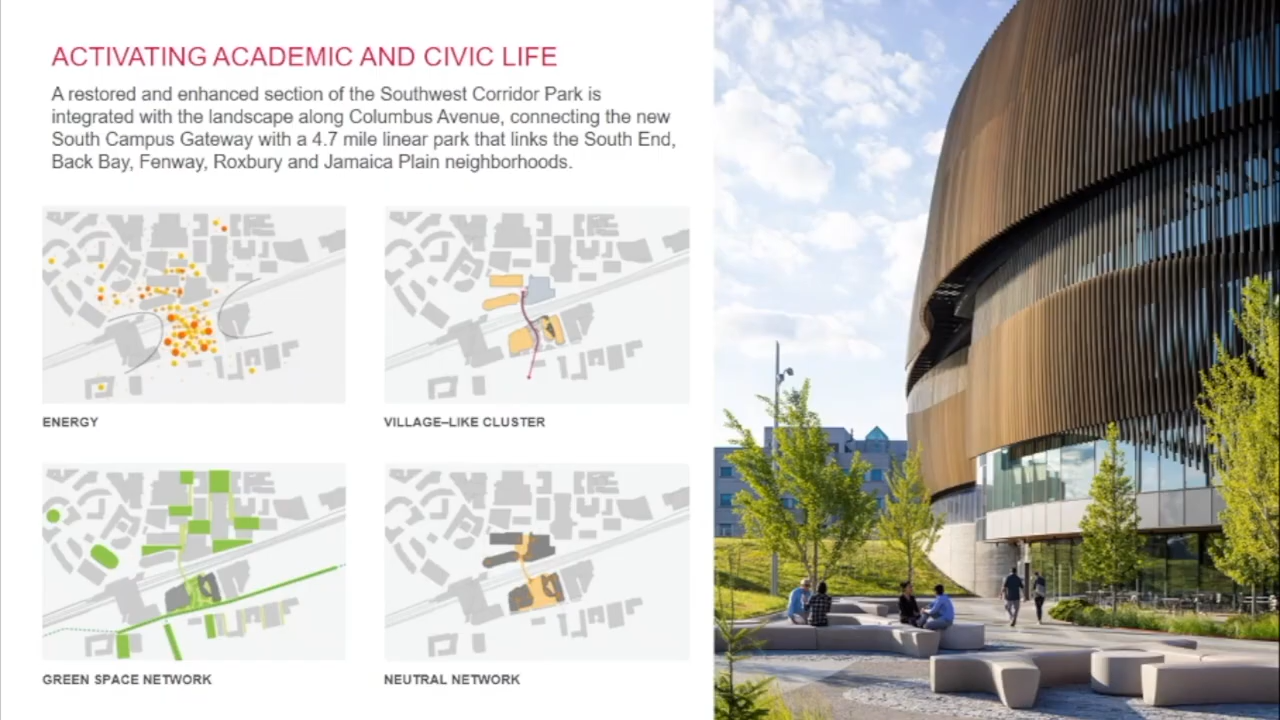 ACTIVATING ACADEMIC AND CIVIC LIFE
A restored and enhanced section of the Southwest Corridor Park is
integrated with the landscape along Columbus Avenue, connecting the new
South Campus Gateway with a 4.7 mile linear park that links the South End,
Back Bay, Fenway, Roxbury and Jamaica Plain neighborhoods.
ENERGY
VILLAGE–LIKE CLUSTER
GREEN SPACE NETWORK
NEUTRAL NETWORK